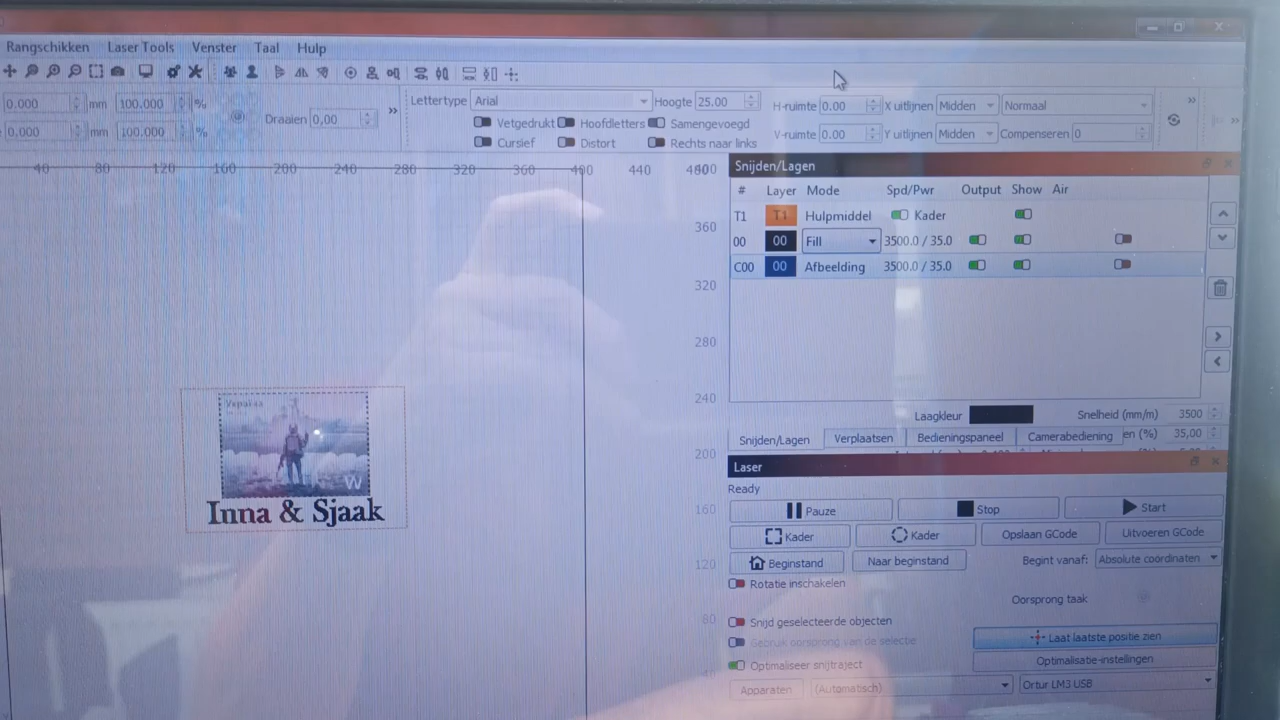 Rangschikken Laser Tools Venster Taal Hulp
0.000 mm 100.000 %
0.000 mm 100.000 %
Draaien 0,00
Lettertype Arial Hoogte 25.00
Vetgedrukt Hoofdletters Samengevoegd
Cursief Distort Rechts naar links
H-ruimte 0.00 X uitlijnen Midden Normaal
V-ruimte 0.00 Y uitlijnen Midden Compenseren 0
40 80 120 160 200 240 280 320 360 400 440
360
320
280
240
200
160
120
80
Inna & Sjaak
W
Snijden/Lagen
# Layer Mode Spd/Pwr Output Show Air
T1 T1 Hulpmiddel Kader
00 00 Fill 3500.0 / 35.0
C00 00 Afbeelding 3500.0 / 35.0
Laagkleur Snelheid (mm/m) 3500
Snijden/Lagen Verplaatsen Bedieningspaneel Camerabediening en (%) 35,00
Laser
Ready
Pauze Stop Start
Kader Kader Opslaan GCode Uitvoeren GCode
Beginstand Naar beginstand Begint vanaf: Absolute coordinaten
Rotatie inschakelen
Oorsprong taak
Snijd geselecteerde objecten
Gebruik oorsprong van de selectie
Laat laatste positie zien
Optimaliseer snijtraject
Optimalisatie-instellingen
Apparaten (Automatisch) Ortur LM3 USB